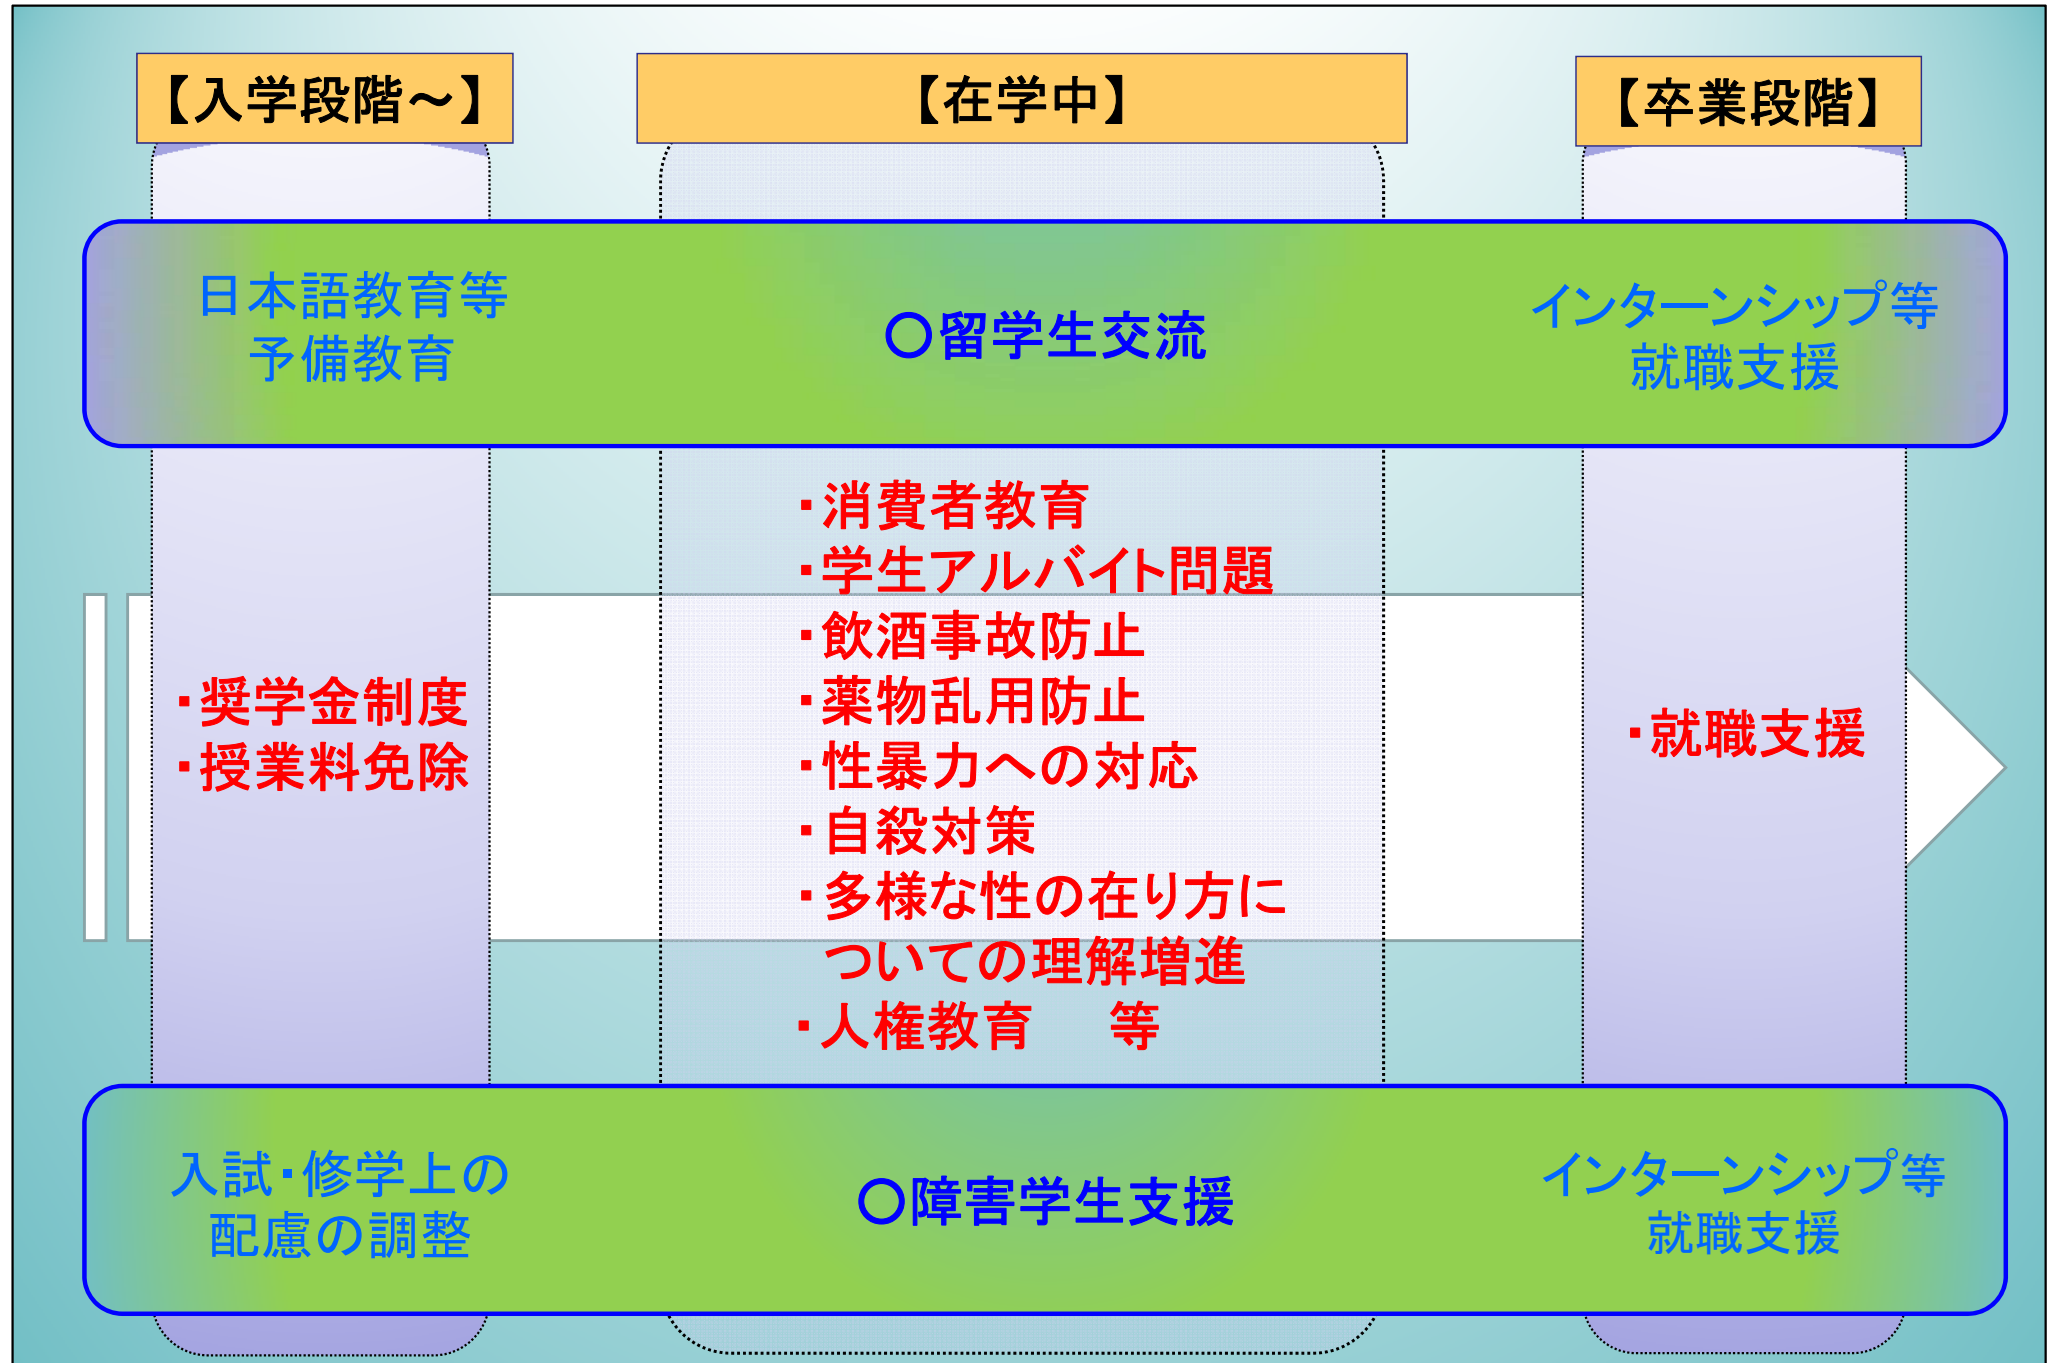 【入学段階～】
【在学中】
【卒業段階】
日本語教育等
予備教育
○留学生交流
インターンシップ等
就職支援
・奨学金制度
・授業料免除
・消費者教育
・学生アルバイト問題
・飲酒事故防止
・薬物乱用防止
・性暴力への対応
・自殺対策
・多様な性の在り方に
ついての理解増進
・人権教育　等
・就職支援
入試・修学上の
配慮の調整
○障害学生支援
インターンシップ等
就職支援